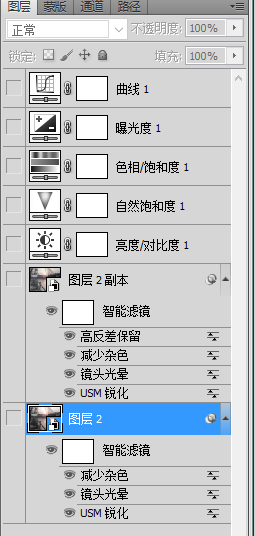 图层 蒙版 通道 路径
正常 不透明度: 100%
锁定: 填充: 100%
曲线 1
曝光度 1
色相/饱和度 1
自然饱和度 1
亮度/对比度 1
图层 2 副本
智能滤镜
高反差保留
减少杂色
镜头光晕
USM 锐化
图层 2
智能滤镜
减少杂色
镜头光晕
USM 锐化